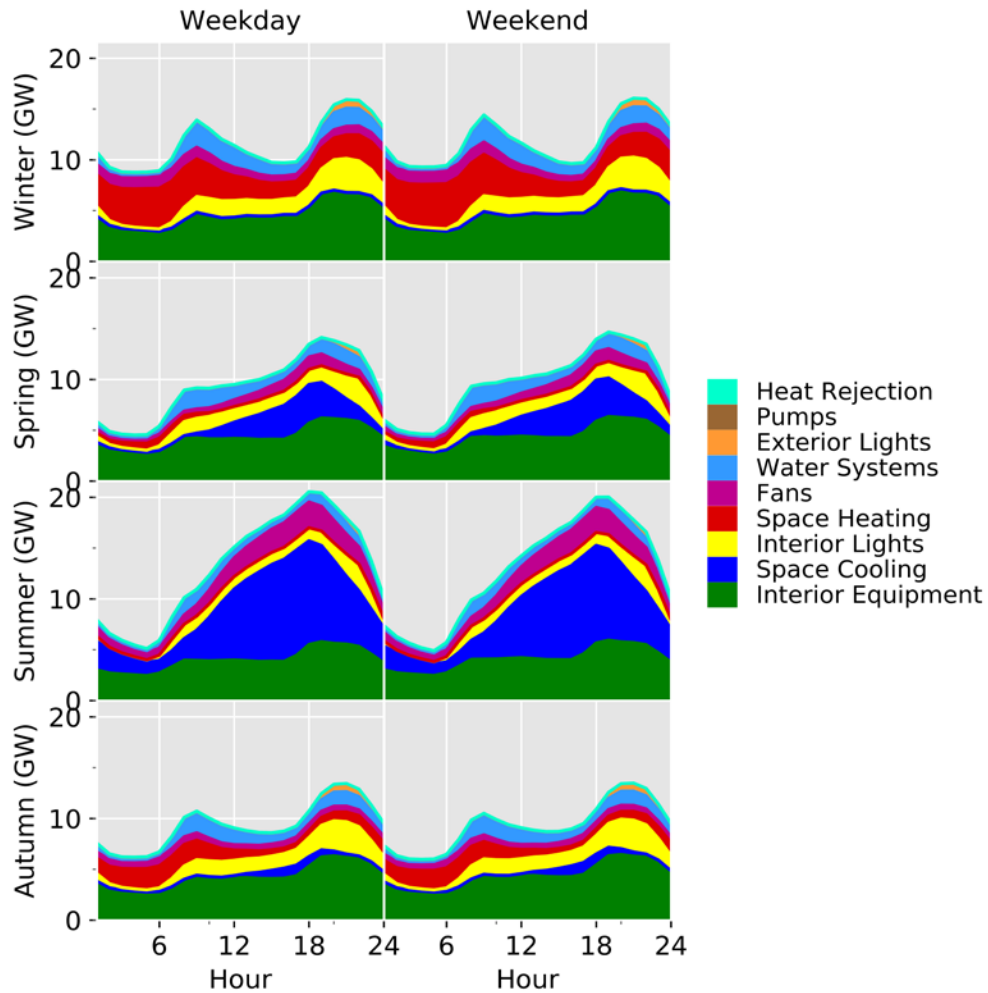 Weekday Weekend
Winter (GW)
20
10
0
Spring (GW)
20
10
0
Summer (GW)
20
10
0
Autumn (GW)
20
10
0
6 12 18 24 6 12 18 24
Hour Hour
Heat Rejection
Pumps
Exterior Lights
Water Systems
Fans
Space Heating
Interior Lights
Space Cooling
Interior Equipment